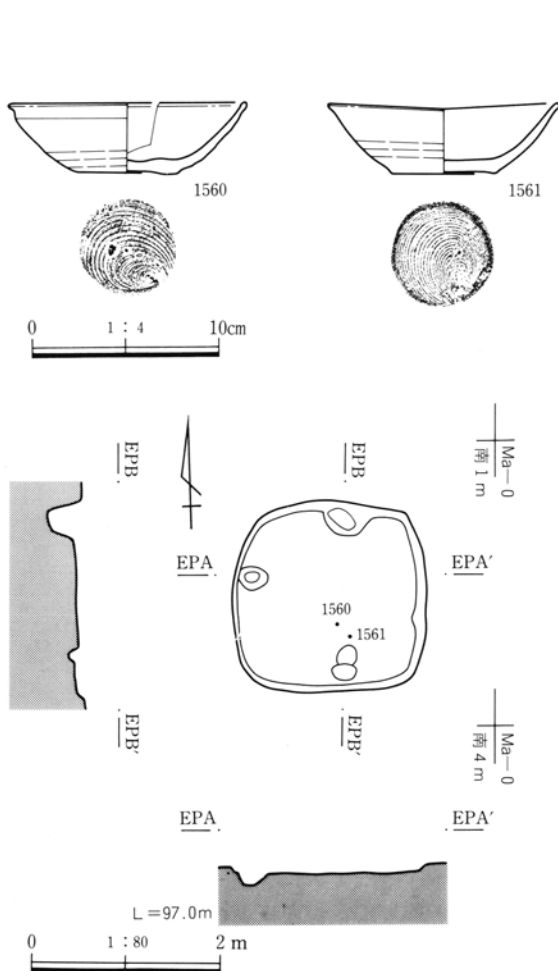 1560
1561
0 1 : 4 10cm
Ma—0
南1m
EPB
EPB
EPA
EPA′
1560
1561
EPB′
EPB′
Ma—0
南4m
EPA
EPA′
L=97.0m
0 1 : 80 2 m